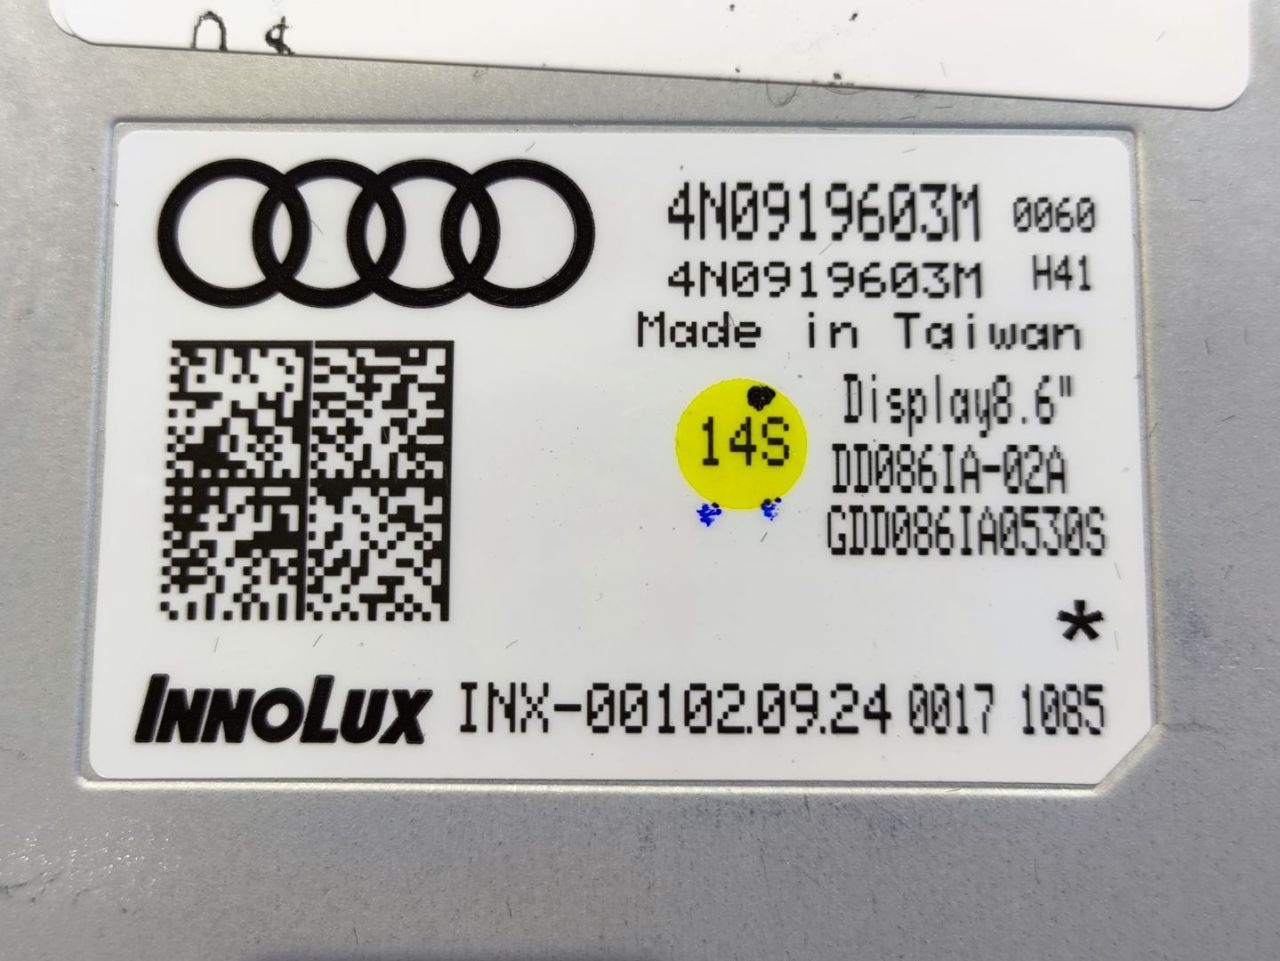 4N0919603M 0060
4N0919603M H41
Made in Taiwan
Display8.6"
14S
DD086IA-02A
GDD086IA0530S
*
INNOLUX INX-00102.09.24 0017 1085